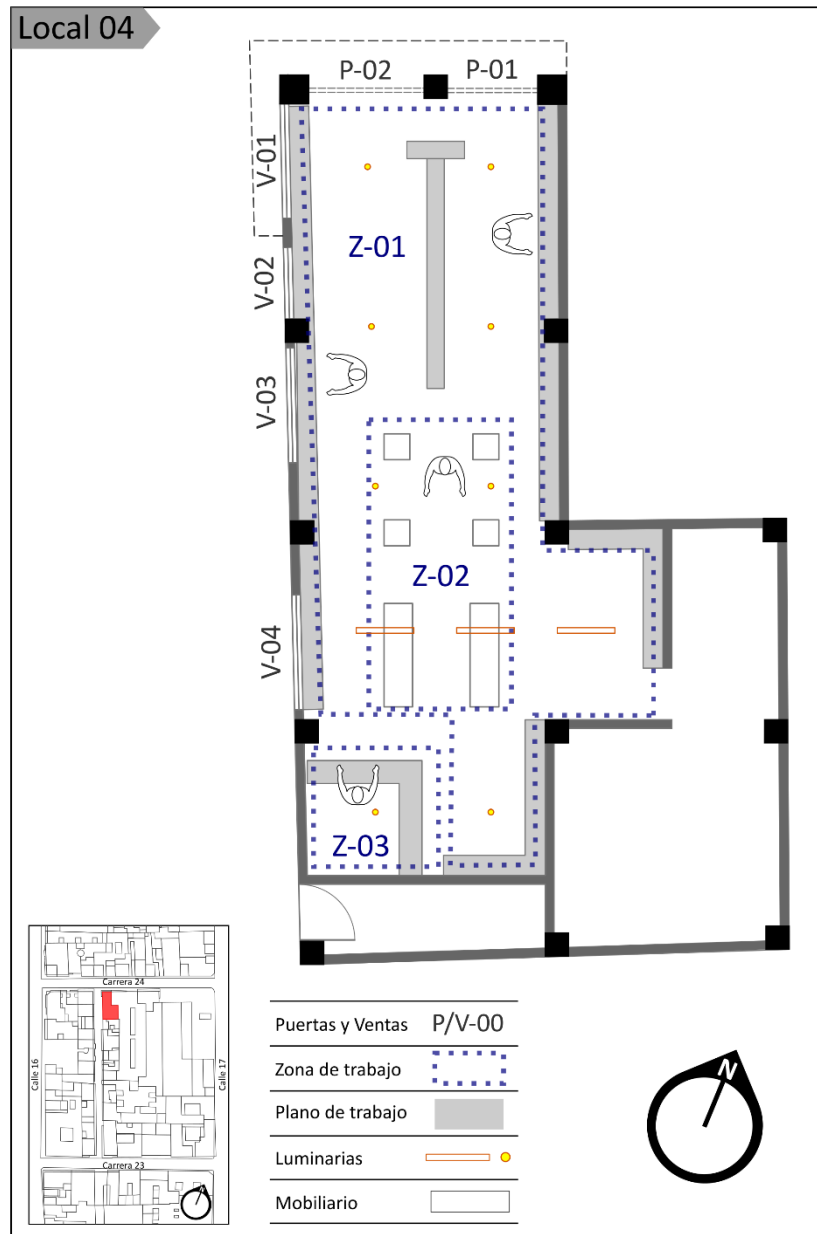 Local 04
P-02
P-01
V-01
Z-01
V-02
V-03
Z-02
V-04
Z-03
Carrera 24
Calle 16
Calle 17
Carrera 23
N
Puertas y Ventas P/V-00
Zona de trabajo
Plano de trabajo
Luminarias
Mobiliario
N